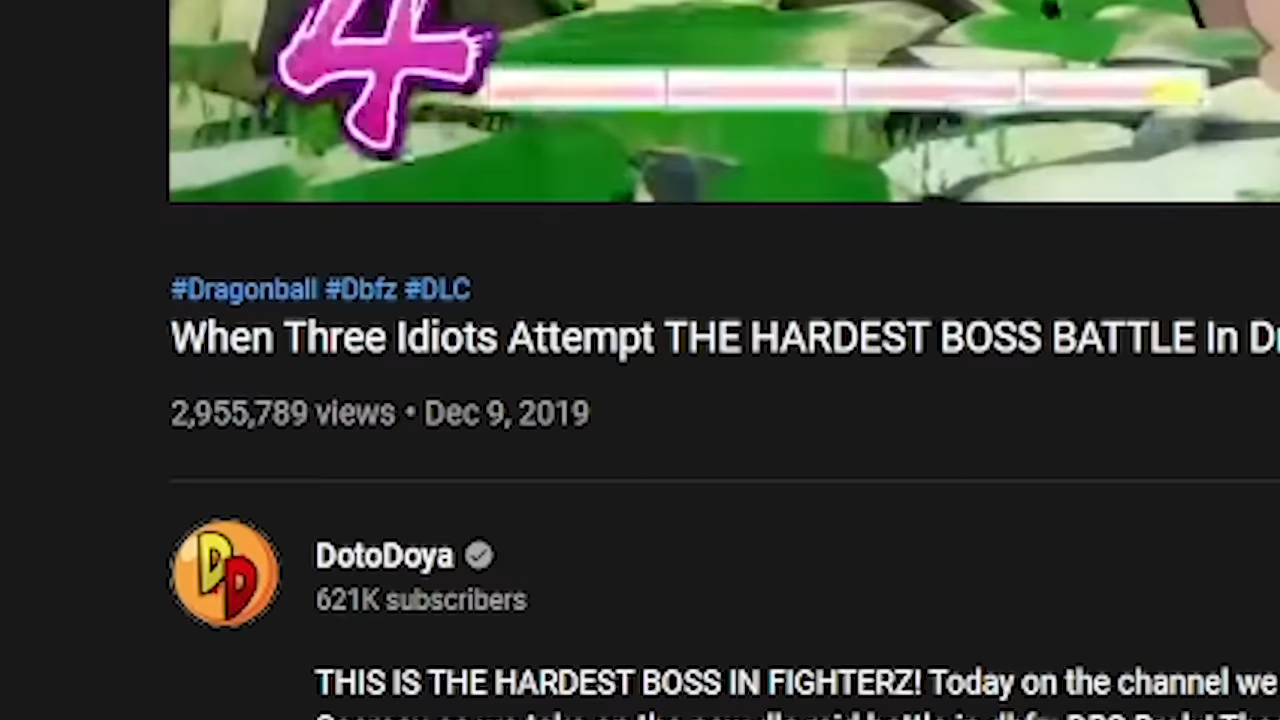 4
#Dragonball #Dbfz #DLC
When Three Idiots Attempt THE HARDEST BOSS BATTLE In D
2,955,789 views • Dec 9, 2019
DD
DotoDoya
621K subscribers
THIS IS THE HARDEST BOSS IN FIGHTERZ! Today on the channel we